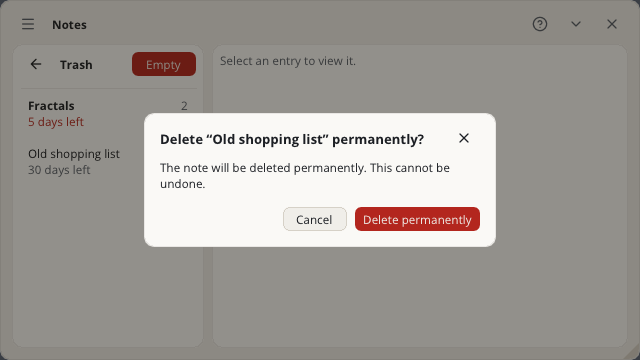 Notes
Trash
Empty
Select an entry to view it.
Fractals 2
5 days left
Old shopping list
30 days left
Delete “Old shopping list” permanently?
The note will be deleted permanently. This cannot be
undone.
Cancel
Delete permanently